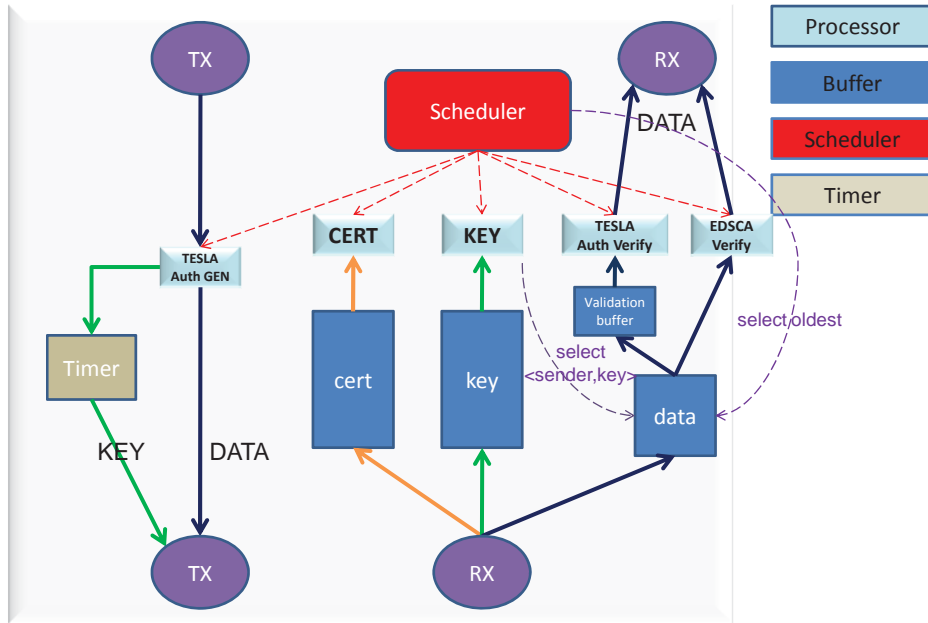 TX
RX
Processor
Buffer
Scheduler
Timer
Scheduler
DATA
TESLA
Auth GEN
CERT
KEY
TESLA
Auth Verify
EDSCA
Verify
Validation
buffer
select,oldest
Timer
cert
key
select
<sender,key>
data
KEY
DATA
TX
RX